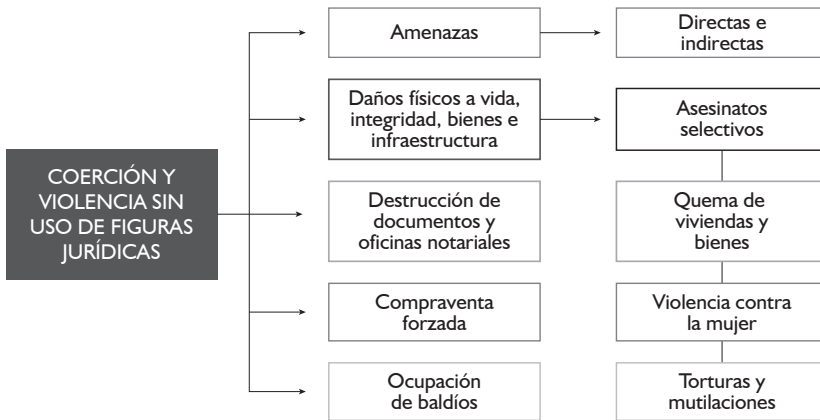 COERCIÓN Y
VIOLENCIA SIN
USO DE FIGURAS
JURÍDICAS
Amenazas
Directas e
indirectas
Daños físicos a vida,
integridad, bienes e
infraestructura
Asesinatos
selectivos
Destrucción de
documentos y
oficinas notariales
Quema de
viviendas y
bienes
Compraventa
forzada
Violencia contra
la mujer
Ocupación
de baldíos
Torturas y
mutilaciones